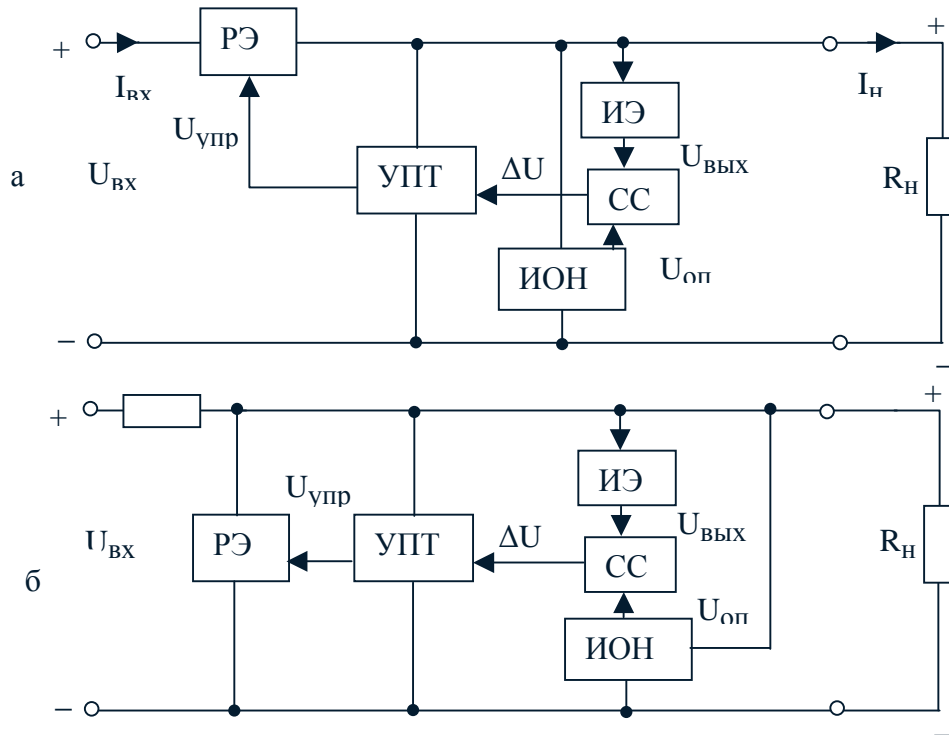 + РЭ +
Iвх Iн
Uупр ИЭ
Uвых
а Uвх УПТ ΔU СС Rн
ИОН Uоп
–
–
+ +
Uупр ИЭ
Uвых
Uвх РЭ УПТ ΔU СС Rн
б
Uоп
ИОН
–